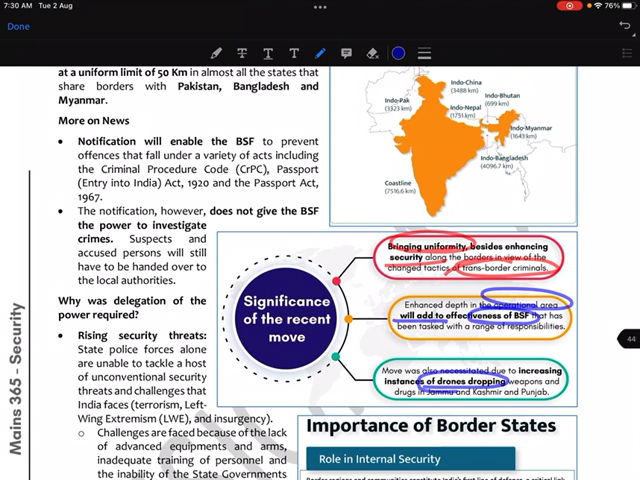 7:30 AM Tue 2 Aug
76%
Done
at a uniform limit of 50 Km in almost all the states that
share borders with Pakistan, Bangladesh and
Myanmar.
More on News
Notification will enable the BSF to prevent
offences that fall under a variety of acts including
the Criminal Procedure Code (CrPC), Passport
(Entry into India) Act, 1920 and the Passport Act,
1967.
The notification, however, does not give the BSF
the power to investigate
crimes. Suspects and
accused persons will still
have to be handed over to
the local authorities.
Why was delegation of the
power required?
Rising security threats:
State police forces alone
are unable to tackle a host
of unconventional security
threats and challenges that
India faces (terrorism, Left-
Wing Extremism (LWE), and insurgency).
Challenges are faced because of the lack
of advanced equipments and arms,
inadequate training of personnel and
the inability of the State Governments
Mains 365 - Security
Indo-China
(3488 km)
Indo-Bhutan
(699 km)
Indo-Pak
(3323 km)
Indo-Nepal
(1751 km)
Indo-Myanmar
(1643 km)
Indo-Bangladesh
(4096.7 km)
Coastline
(7516.6 km)
Significance
of the recent
move
Bringing uniformity, besides enhancing
security along the borders in view of the
changed tactics of trans-border criminals.
Enhanced depth in the operational area
will add to effectiveness of BSF that has
been tasked with a range of responsibilities.
Move was also necessitated due to increasing
instances of drones dropping weapons and
drugs in Jammu and Kashmir and Punjab.
44
Importance of Border States
Role in Internal Security